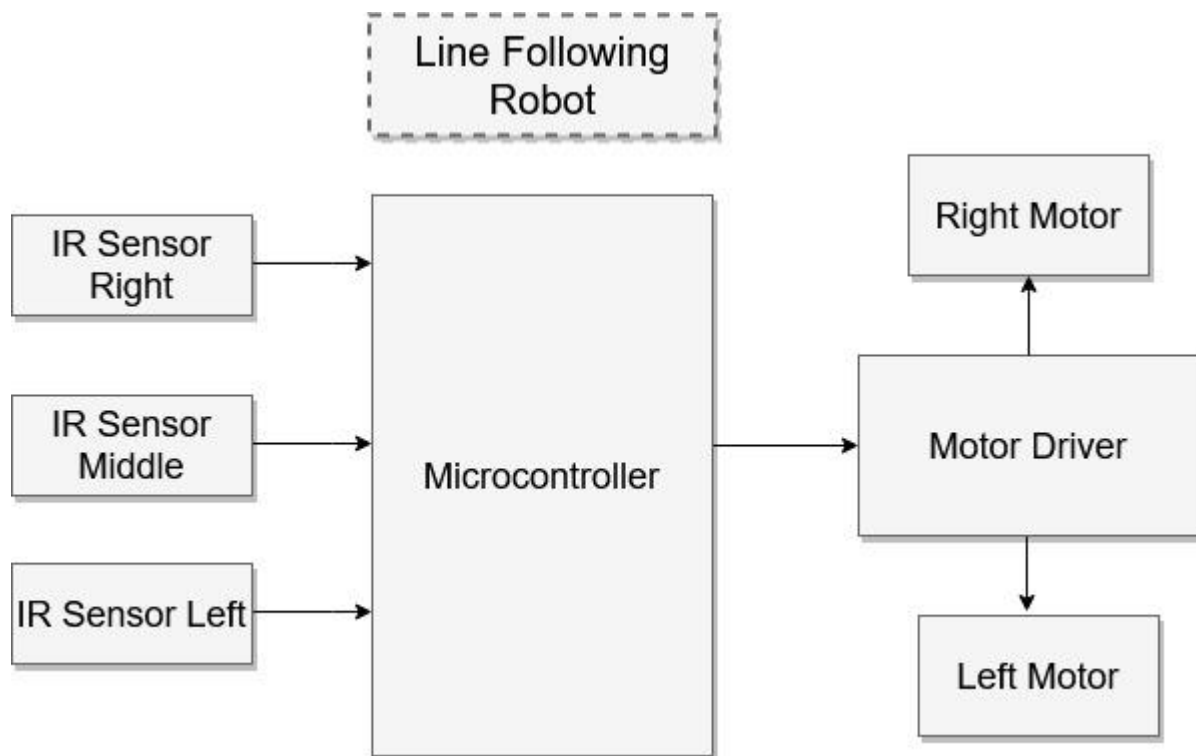 Line Following
Robot
IR Sensor
Right
IR Sensor
Middle
IR Sensor Left
Microcontroller
Right Motor
Motor Driver
Left Motor